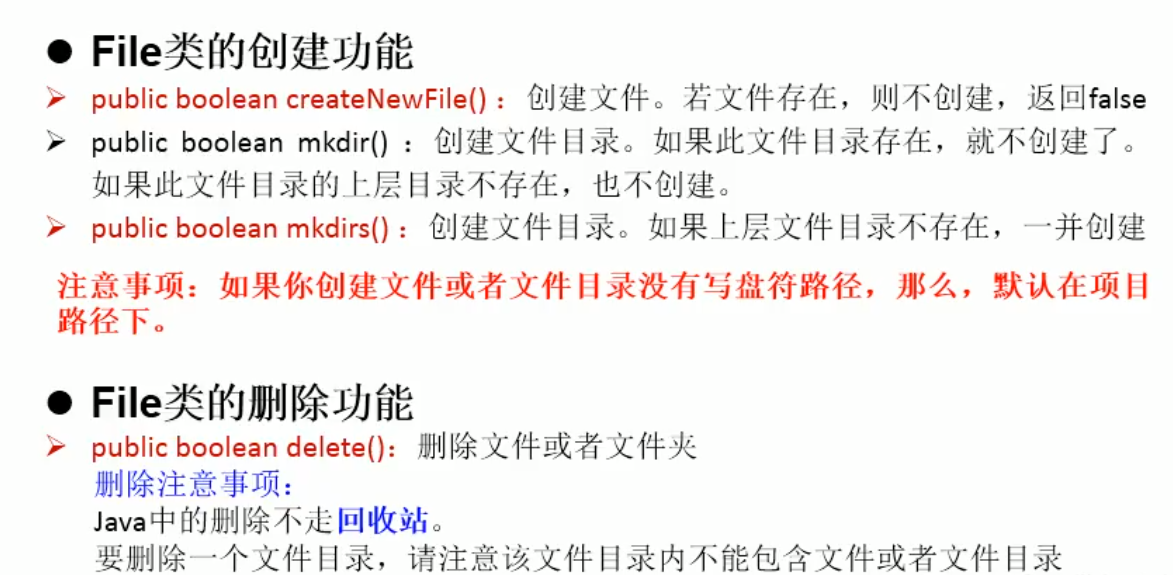 ● File类的创建功能
➢ public boolean createNewFile() ：创建文件。若文件存在，则不创建，返回false
➢ public boolean mkdir() ：创建文件目录。如果此文件目录存在，就不创建了。
如果此文件目录的上层目录不存在，也不创建。
➢ public boolean mkdirs() ：创建文件目录。如果上层文件目录不存在，一并创建
注意事项：如果你创建文件或者文件目录没有写盘符路径，那么，默认在项目
路径下。
● File类的删除功能
➢ public boolean delete()：删除文件或者文件夹
删除注意事项：
Java中的删除不走回收站。
要删除一个文件目录，请注意该文件目录内不能包含文件或者文件目录